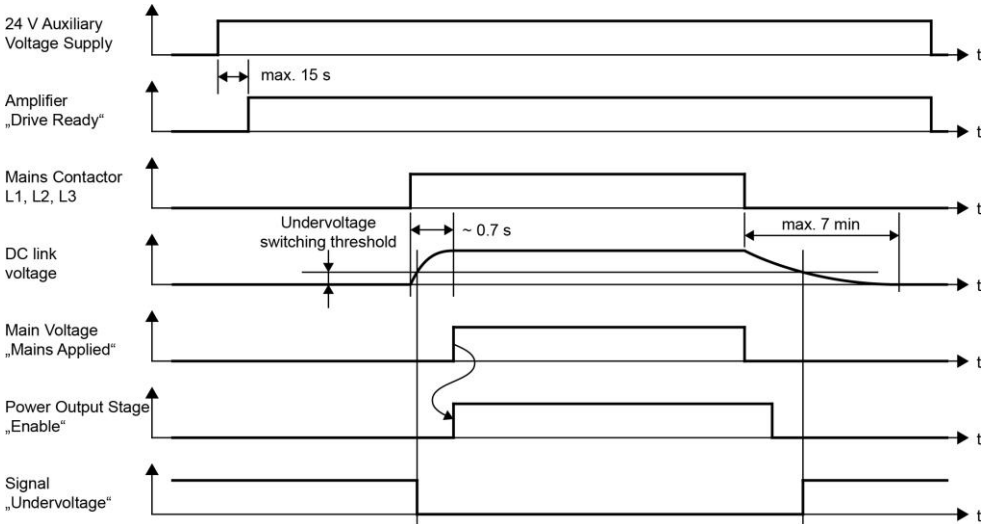 24 V Auxiliary
Voltage Supply
t
max. 15 s
Amplifier
„Drive Ready“
t
Mains Contactor
L1, L2, L3
t
Undervoltage
switching threshold
~ 0.7 s
max. 7 min
DC link
voltage
t
Main Voltage
„Mains Applied“
t
Power Output Stage
„Enable“
t
Signal
„Undervoltage“
t